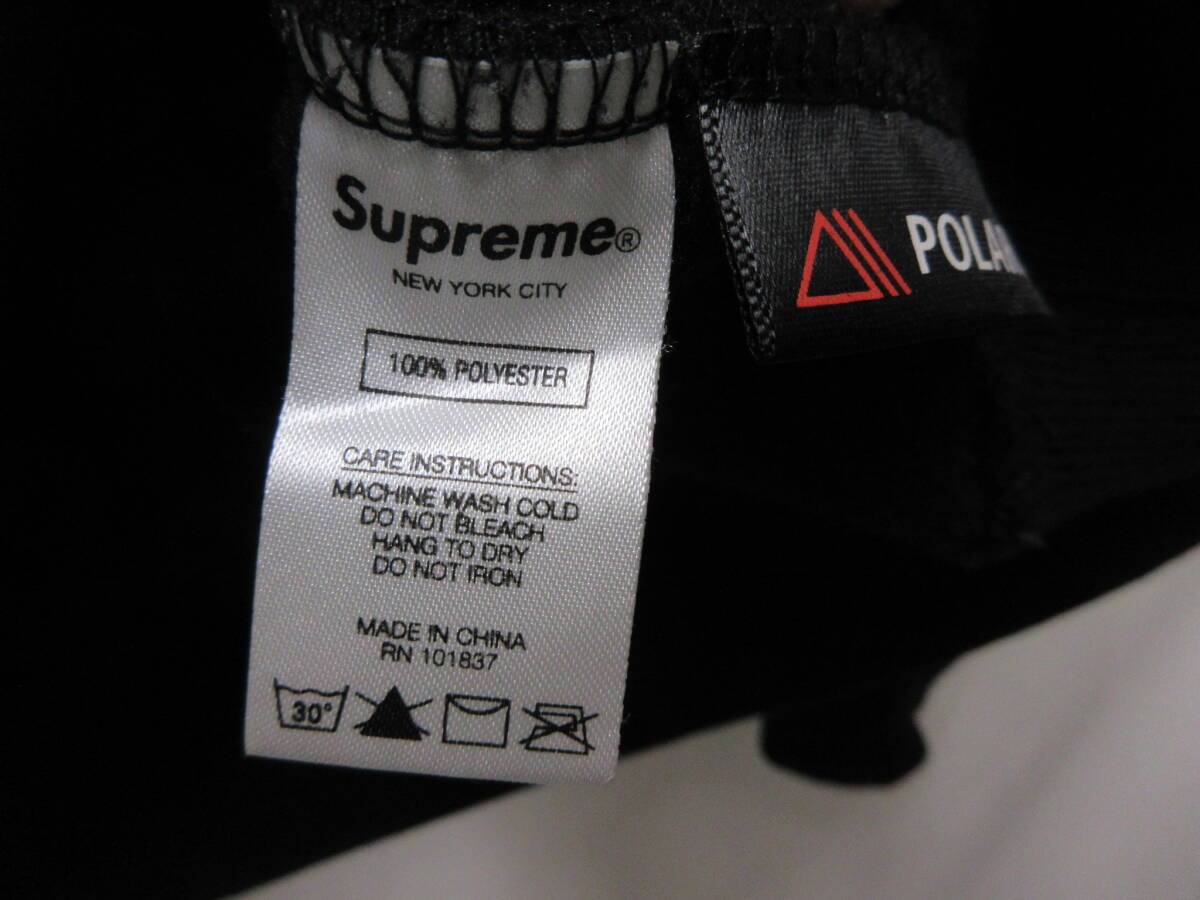 Supreme®
NEW YORK CITY
100% POLYESTER
CARE INSTRUCTIONS:
MACHINE WASH COLD
DO NOT BLEACH
HANG TO DRY
DO NOT IRON
MADE IN CHINA
RN 101837
30°
POLAR